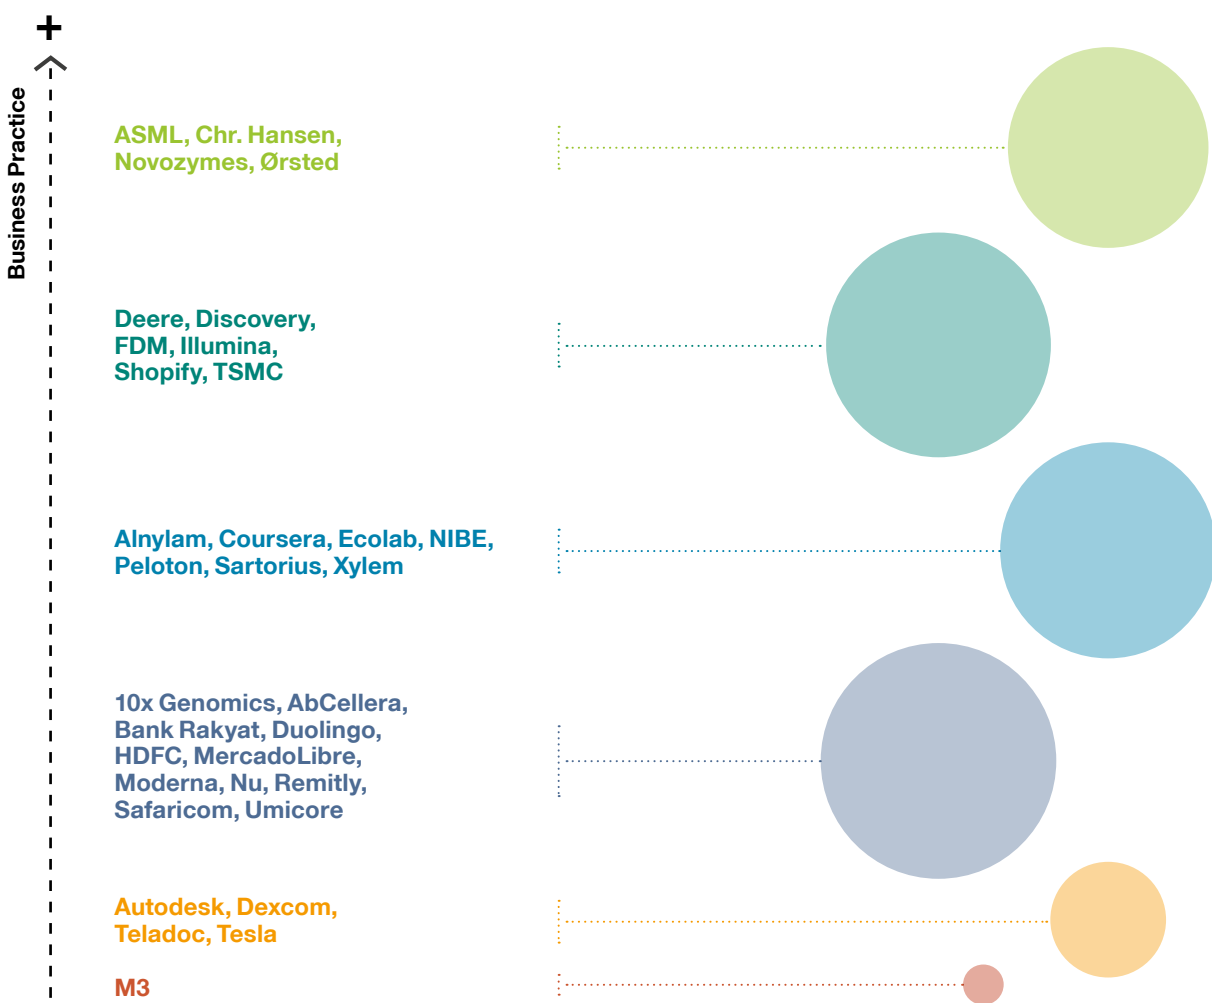 +
Business Practice
ASML, Chr. Hansen,
Novozymes, Ørsted
Deere, Discovery,
FDM, Illumina,
Shopify, TSMC
Alnylam, Coursera, Ecolab, NIBE,
Peloton, Sartorius, Xylem
10x Genomics, AbCellera,
Bank Rakyat, Duolingo,
HDFC, MercadoLibre,
Moderna, Nu, Remitly,
Safaricom, Umicore
Autodesk, Dexcom,
Teladoc, Tesla
M3